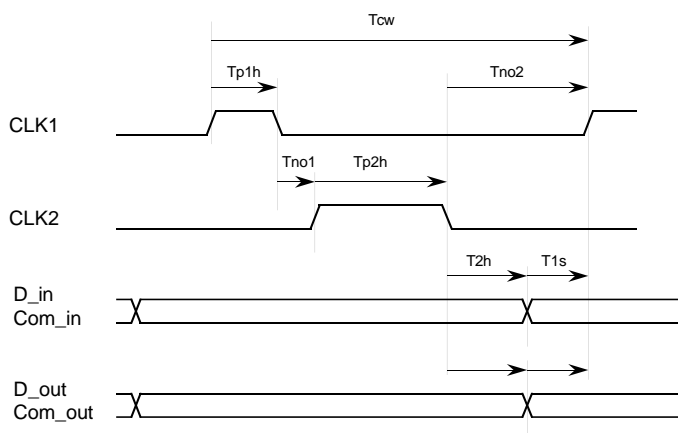 Tcw
Tp1h
Tno2
CLK1
Tno1
Tp2h
CLK2
T2h
T1s
D_in
Com_in
D_out
Com_out